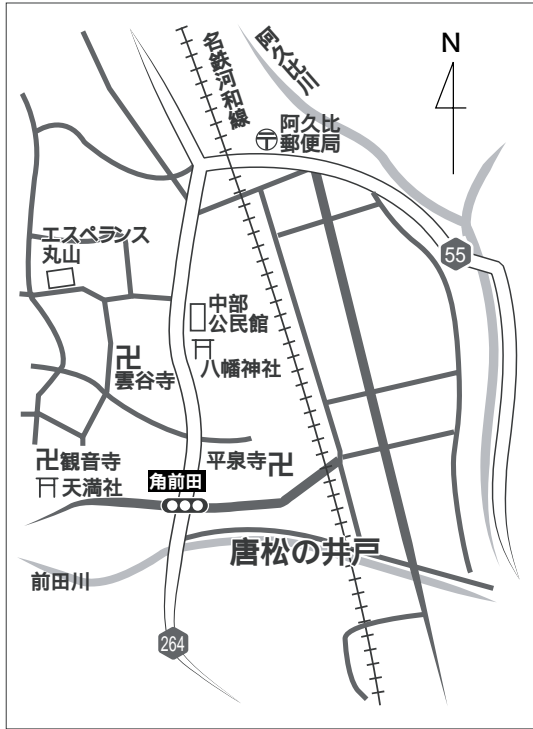 N
名鉄河和線
阿久比川
阿久比
郵便局
エスペランス
丸山
55
中部
公民館
八幡神社
雲谷寺
観音寺
天満社
平泉寺
角前田
唐松の井戸
前田川
264